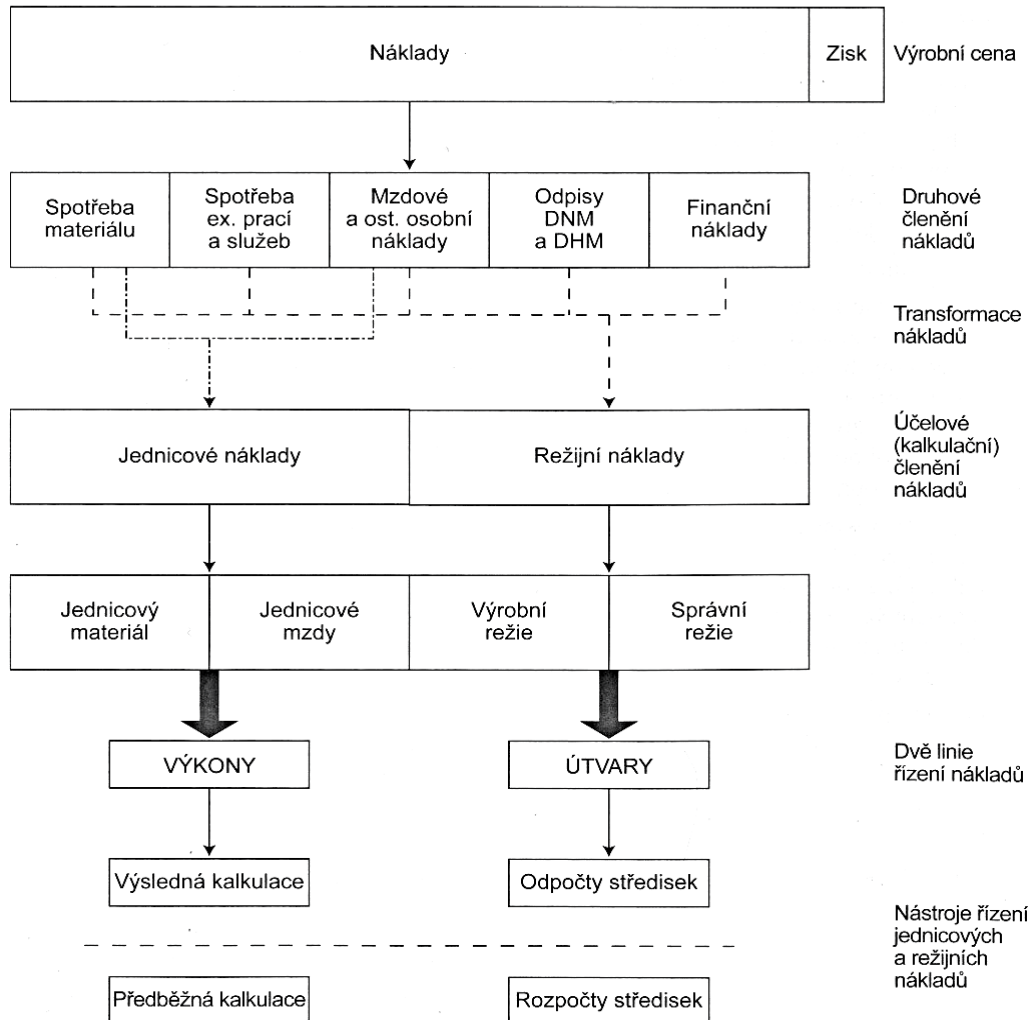 Náklady
Zisk
Výrobní cena
Spotřeba
materiálu
Spotřeba
ex. prací
a služeb
Mzdové
a ost. osobní
náklady
Odpisy
DNM
a DHM
Finanční
náklady
Druhové
členění
nákladů
Transformace
nákladů
Jednicové náklady
Režijní náklady
Účelové
(kalkulační)
členění
nákladů
Jednicový
materiál
Jednicové
mzdy
Výrobní
režie
Správní
režie
VÝKONY
ÚTVARY
Dvě linie
řízení nákladů
Výsledná kalkulace
Odpočty středisek
Nástroje řízení
jednicových
a režijních
nákladů
Předběžná kalkulace
Rozpočty středisek